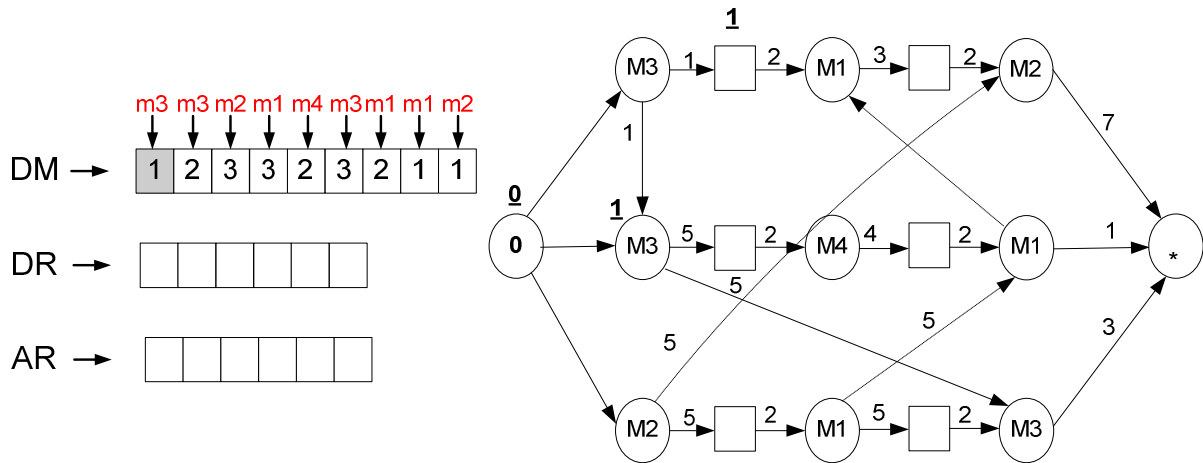 m3 m3 m2 m1 m4 m3 m1 m1 m2
DM 1 2 3 3 2 3 2 1 1
DR
AR
1
M3 1 2 M1 3 2 M2
1
7
0
1
0 M3 5 2 M4 4 2 M1 1 *
5
5
5
3
M2 5 2 M1 5 2 M3